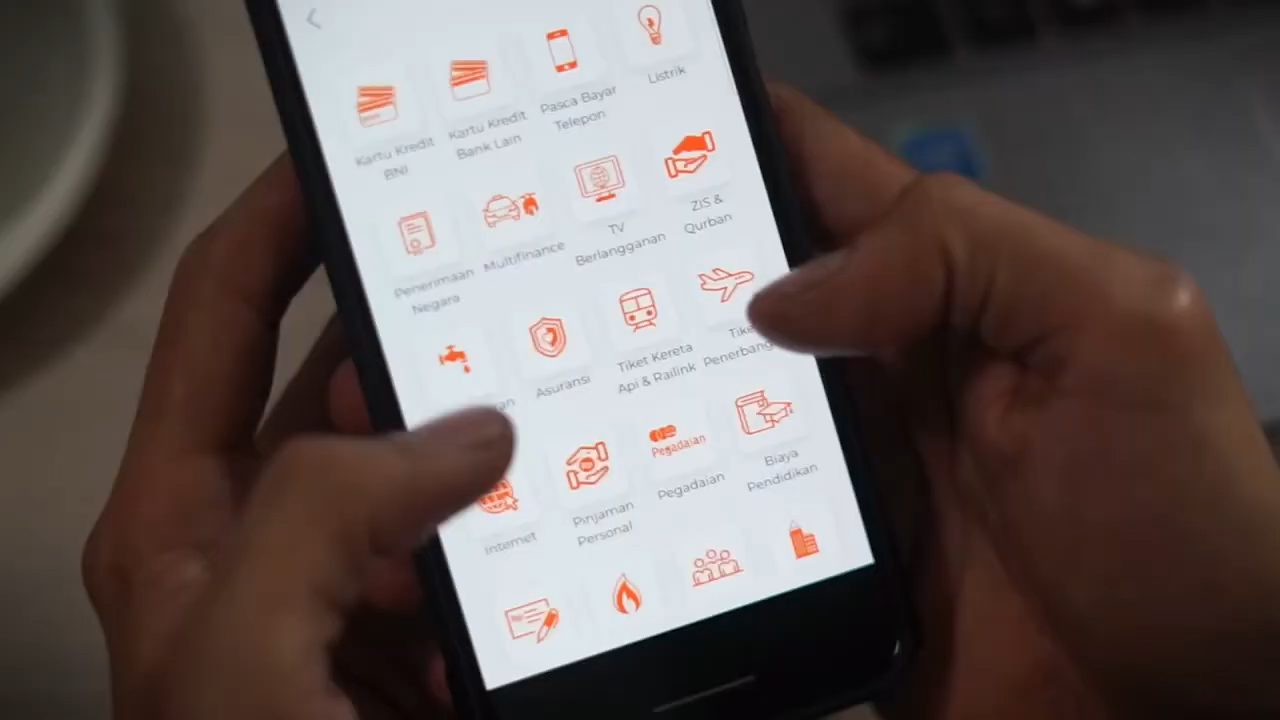 Kartu Kredit
BNI
Kartu Kredit
Bank Lain
Pasca Bayar
Telepon
Listrik
Penerimaan
Negara
Multifinance
TV
Berlangganan
ZIS &
Qurban
Asuransi
Tiket Kereta
Api & Railink
Internet
Pinjaman
Personal
Pegadaian
Pegadaian
Biaya
Pendidikan